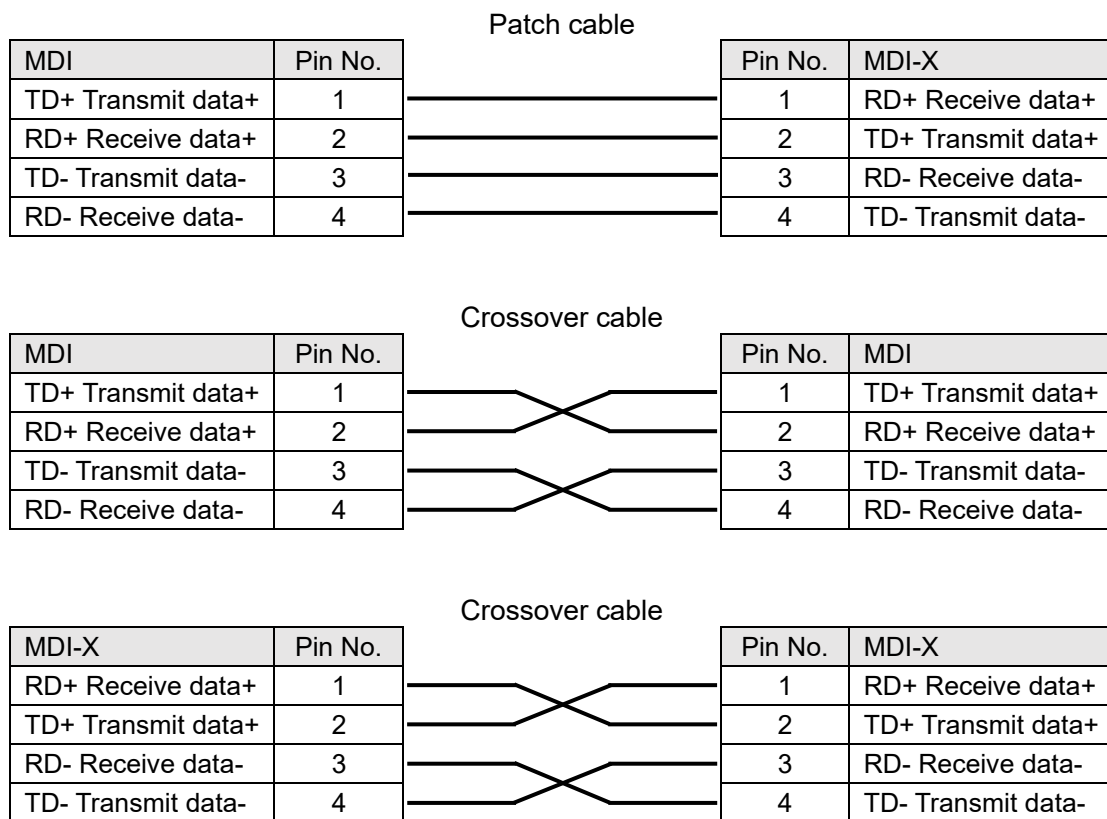 Patch cable
MDI Pin No. Pin No. MDI-X
TD+ Transmit data+ 1 1 RD+ Receive data+
RD+ Receive data+ 2 2 TD+ Transmit data+
TD- Transmit data- 3 3 RD- Receive data-
RD- Receive data- 4 4 TD- Transmit data-
Crossover cable
MDI Pin No. Pin No. MDI
TD+ Transmit data+ 1 1 TD+ Transmit data+
RD+ Receive data+ 2 2 RD+ Receive data+
TD- Transmit data- 3 3 TD- Transmit data-
RD- Receive data- 4 4 RD- Receive data-
Crossover cable
MDI-X Pin No. Pin No. MDI-X
RD+ Receive data+ 1 1 RD+ Receive data+
TD+ Transmit data+ 2 2 TD+ Transmit data+
RD- Receive data- 3 3 RD- Receive data-
TD- Transmit data- 4 4 TD- Transmit data-